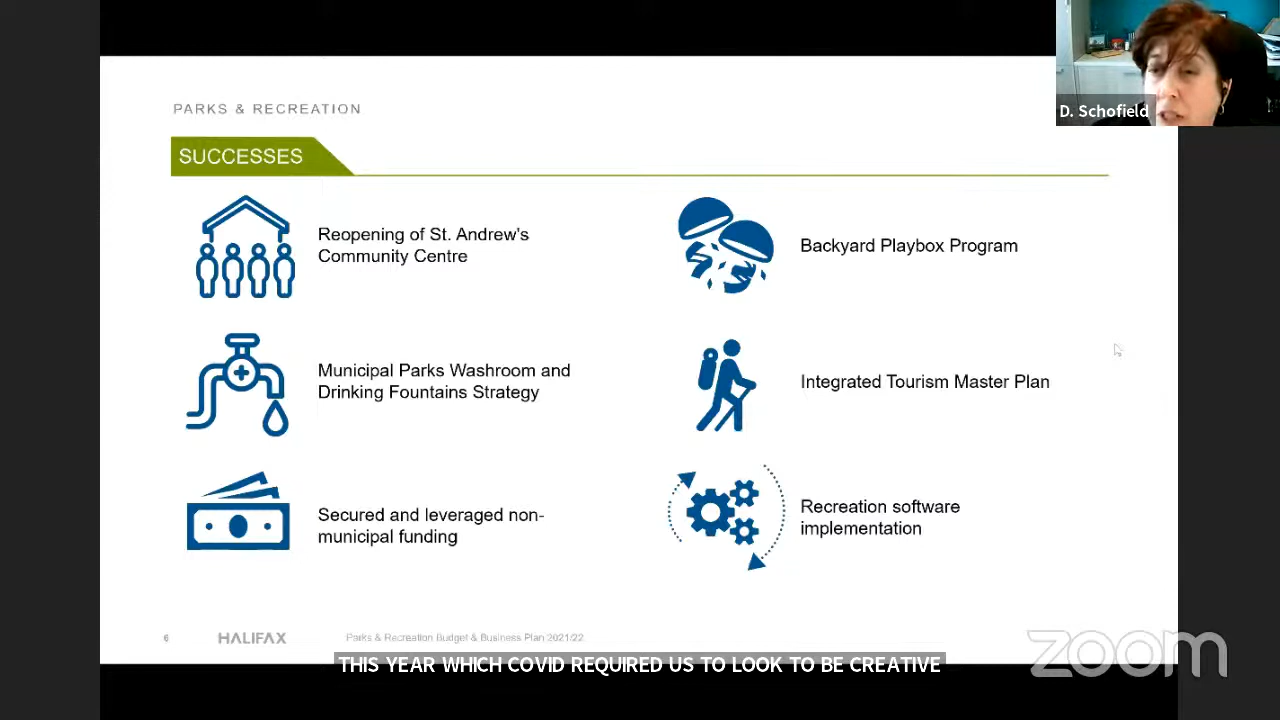 PARKS & RECREATION
D. Schofield
SUCCESSES
Reopening of St. Andrew's
Community Centre
Backyard Playbox Program
Municipal Parks Washroom and
Drinking Fountains Strategy
Integrated Tourism Master Plan
Secured and leveraged non-
municipal funding
Recreation software
implementation
6
HALIFAX
Parks & Recreation Budget & Business Plan 2021/22
zoom
THIS YEAR WHICH COVID REQUIRED US TO LOOK TO BE CREATIVE